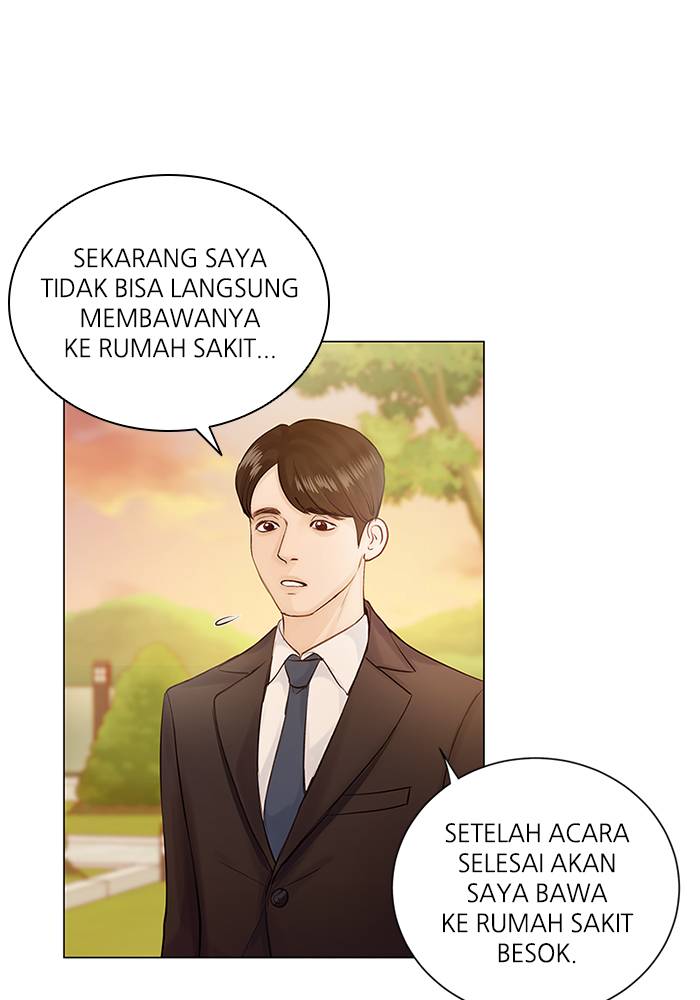 SEKARANG SAYA
TIDAK BISA LANGSUNG
MEMBAWANYA
KE RUMAH SAKIT...
SETELAH ACARA
SELESAI AKAN
SAYA BAWA
KE RUMAH SAKIT
BESOK.